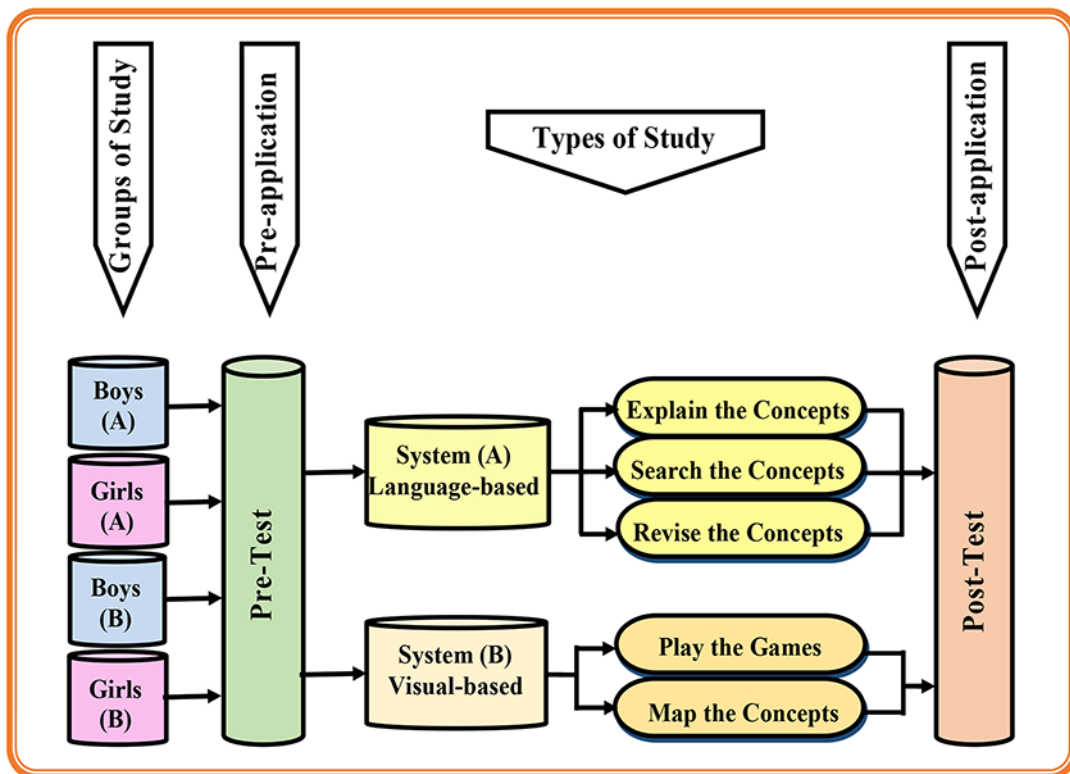 Groups of Study
Pre-application
Types of Study
Post-application
Boys
(A)
Girls
(A)
Boys
(B)
Girls
(B)
Pre-Test
System (A)
Language-based
Explain the Concepts
Search the Concepts
Revise the Concepts
System (B)
Visual-based
Play the Games
Map the Concepts
Post-Test